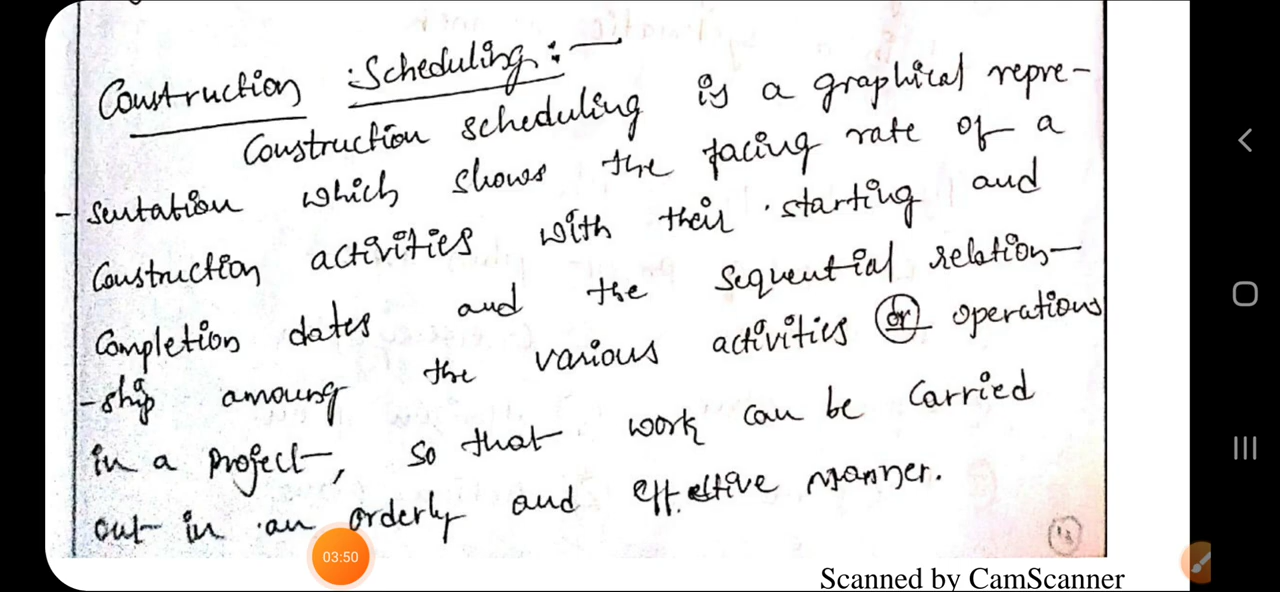 Construction :Scheduling:-
Construction scheduling is a graphical repre-
-sentation which shows the facing rate of a
Construction activities with their starting and
Completion dates and the sequential relation-
-ship amoung the various activities or operations
in a project, so that work can be carried
out in an orderly and effective manner.
03:50
Scanned by CamScanner